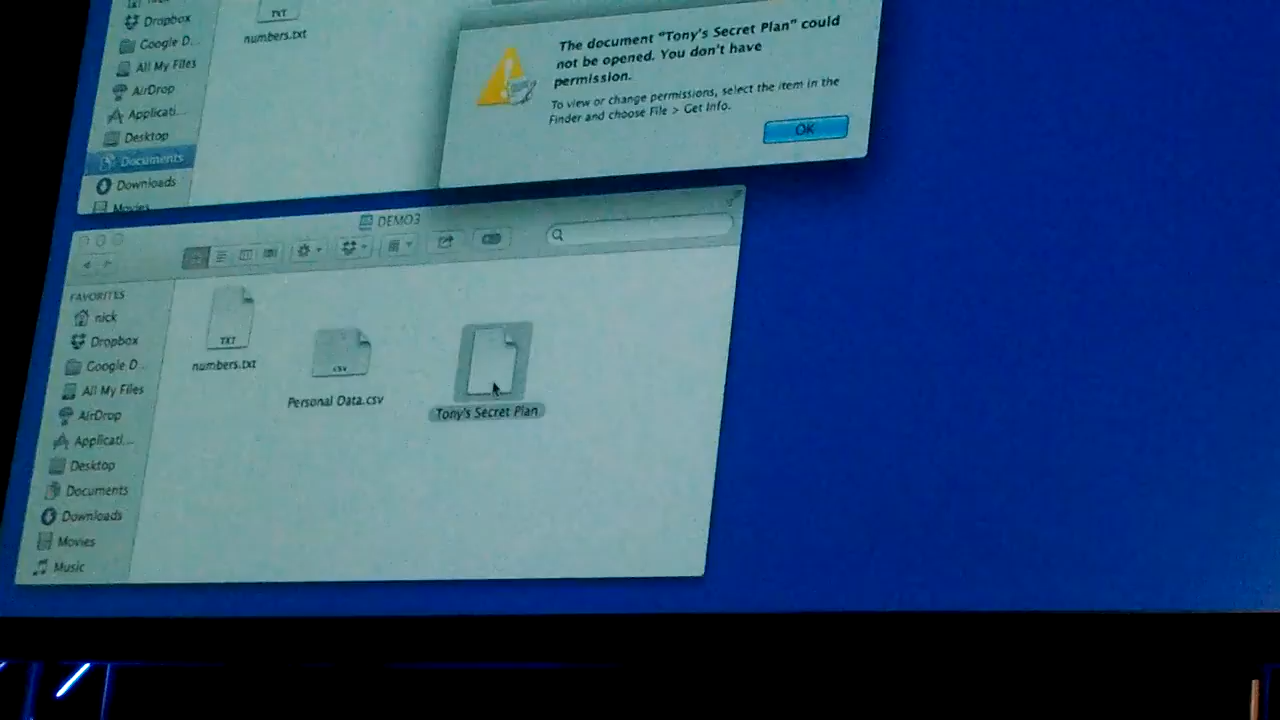 Dropbox
Google D...
All My Files
AirDrop
Applicati...
Desktop
Documents
Downloads
Movies
TXT
numbers.txt
The document “Tony's Secret Plan” could
not be opened. You don't have
permission.
To view or change permissions, select the item in the
Finder and choose File > Get Info.
OK
DEMO3
FAVORITES
nick
Dropbox
Google D...
All My Files
AirDrop
Applicati...
Desktop
Documents
Downloads
Movies
Music
TXT
numbers.txt
CSV
Personal Data.csv
Tony's Secret Plan